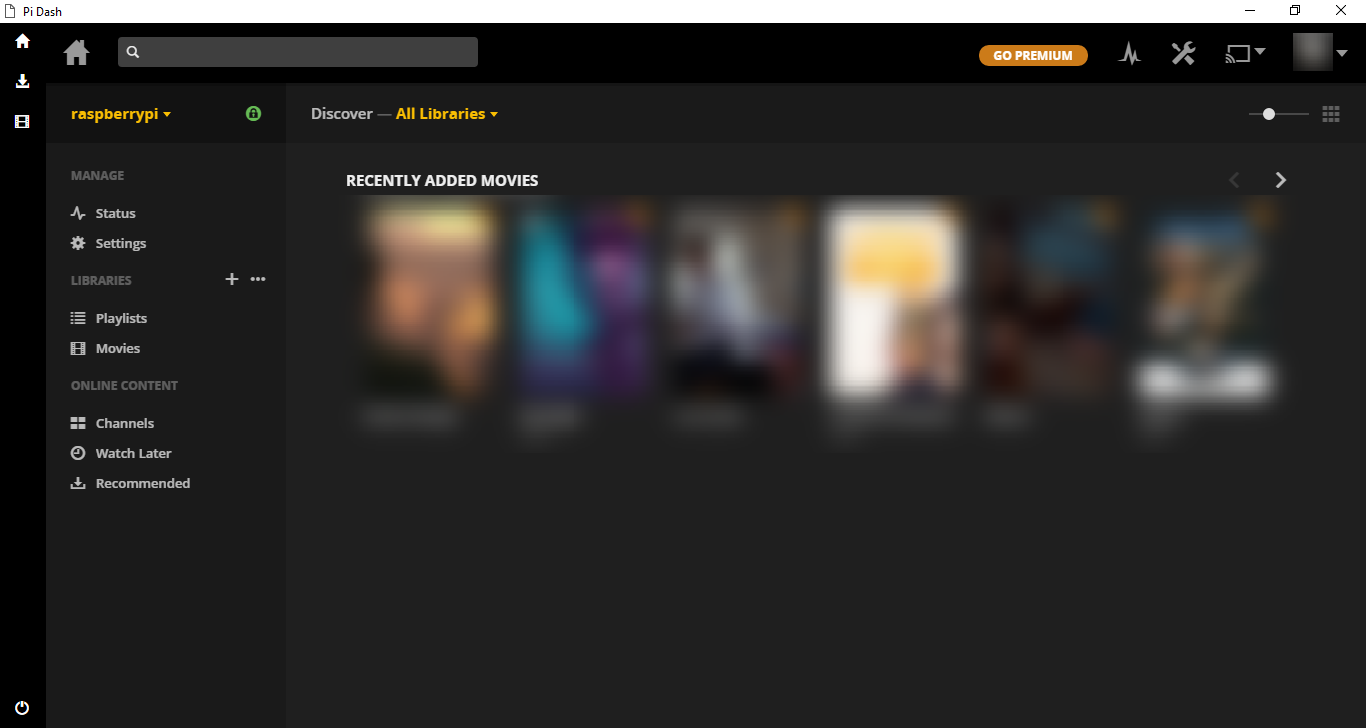 Pi Dash
GO PREMIUM
raspberrypi
Discover — All Libraries
MANAGE
RECENTLY ADDED MOVIES
Status
Settings
LIBRARIES
Playlists
Movies
ONLINE CONTENT
Channels
Watch Later
Recommended